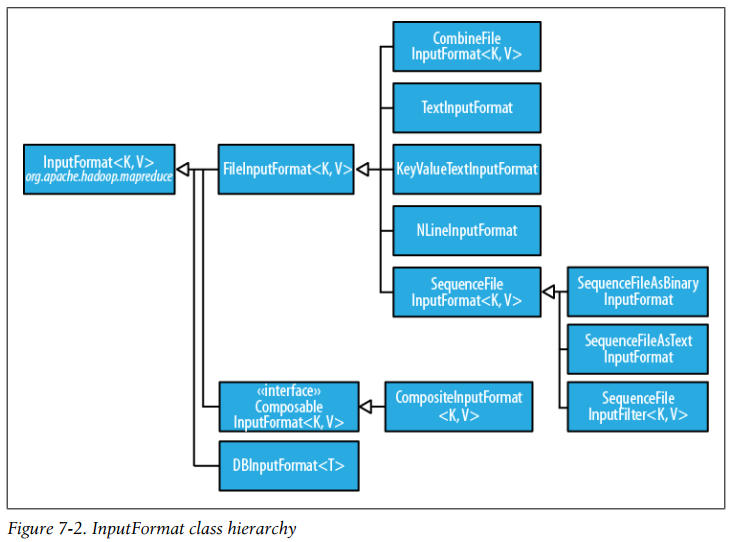 CombineFile
InputFormat<K, V>
TextInputFormat
InputFormat<K, V>
org.apache.hadoop.mapreduce
FileInputFormat<K, V>
KeyValueTextInputFormat
NLineInputFormat
SequenceFile
InputFormat<K, V>
SequenceFileAsBinary
InputFormat
SequenceFileAsText
InputFormat
SequenceFile
InputFilter<K, V>
«interface»
Composable
InputFormat<K, V>
CompositeInputFormat
<K, V>
DBInputFormat<T>
Figure 7-2. InputFormat class hierarchy